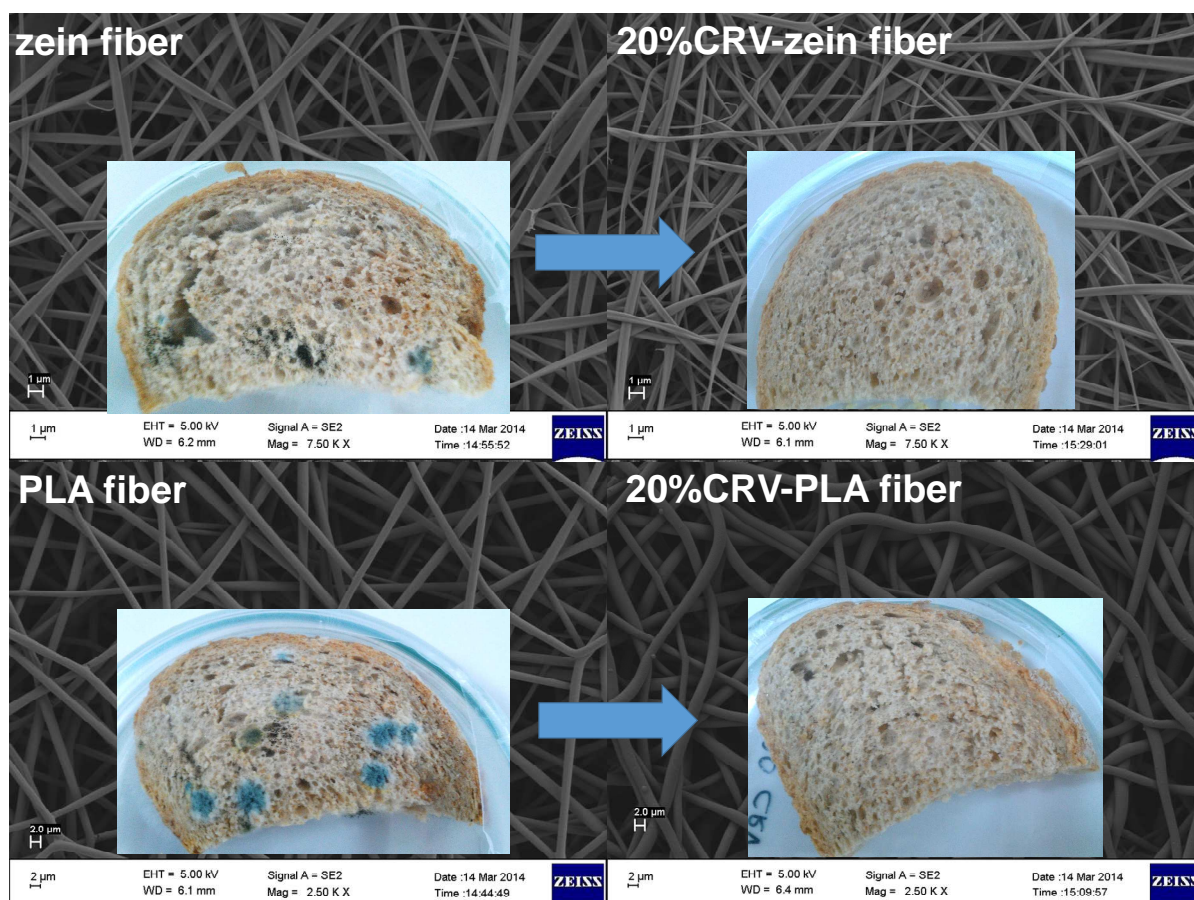 zein fiber
20%CRV-zein fiber
1 µm
1 µm
1 µm
EHT = 5.00 kV
Signal A = SE2
Date :14 Mar 2014
WD = 6.2 mm
Mag = 7.50 K X
Time :14:55:52
ZEISS
1 µm
EHT = 5.00 kV
Signal A = SE2
Date :14 Mar 2014
WD = 6.1 mm
Mag = 7.50 K X
Time :15:29:01
ZEISS
PLA fiber
20%CRV-PLA fiber
2.0 µm
2.0 µm
2 µm
EHT = 5.00 kV
Signal A = SE2
Date :14 Mar 2014
WD = 6.1 mm
Mag = 2.50 K X
Time :14:44:49
ZEISS
2 µm
EHT = 5.00 kV
Signal A = SE2
Date :14 Mar 2014
WD = 6.4 mm
Mag = 2.50 K X
Time :15:09:57
ZEISS